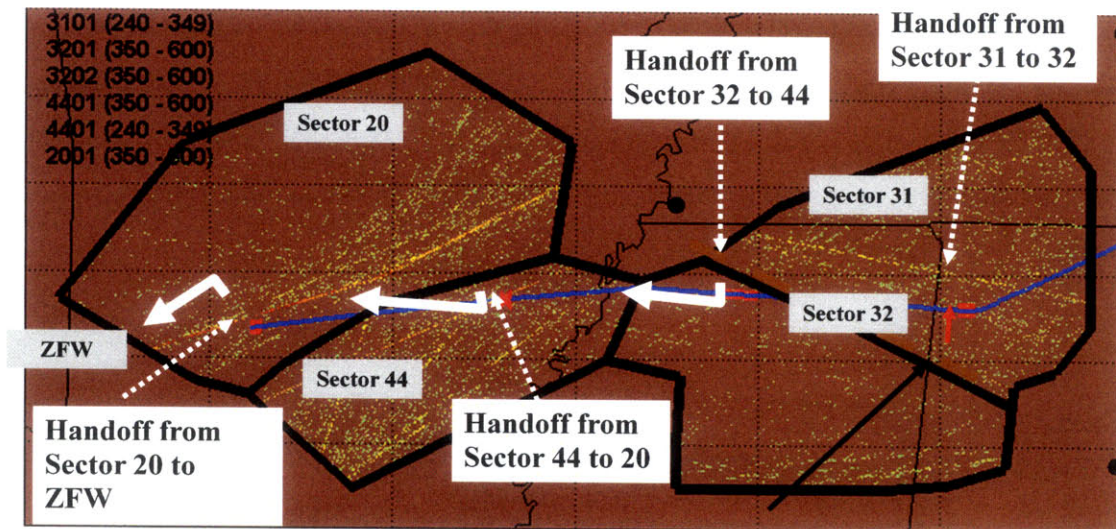 3101 (240 - 349)
3201 (350 - 600)
3202 (350 - 600)
4401 (350 - 600)
4401 (240 - 349)
2001 (350 - 600)
Handoff from
Sector 32 to 44
Handoff from
Sector 31 to 32
Sector 20
Sector 31
Sector 32
ZFW
Sector 44
Handoff from
Sector 20 to
ZFW
Handoff from
Sector 44 to 20